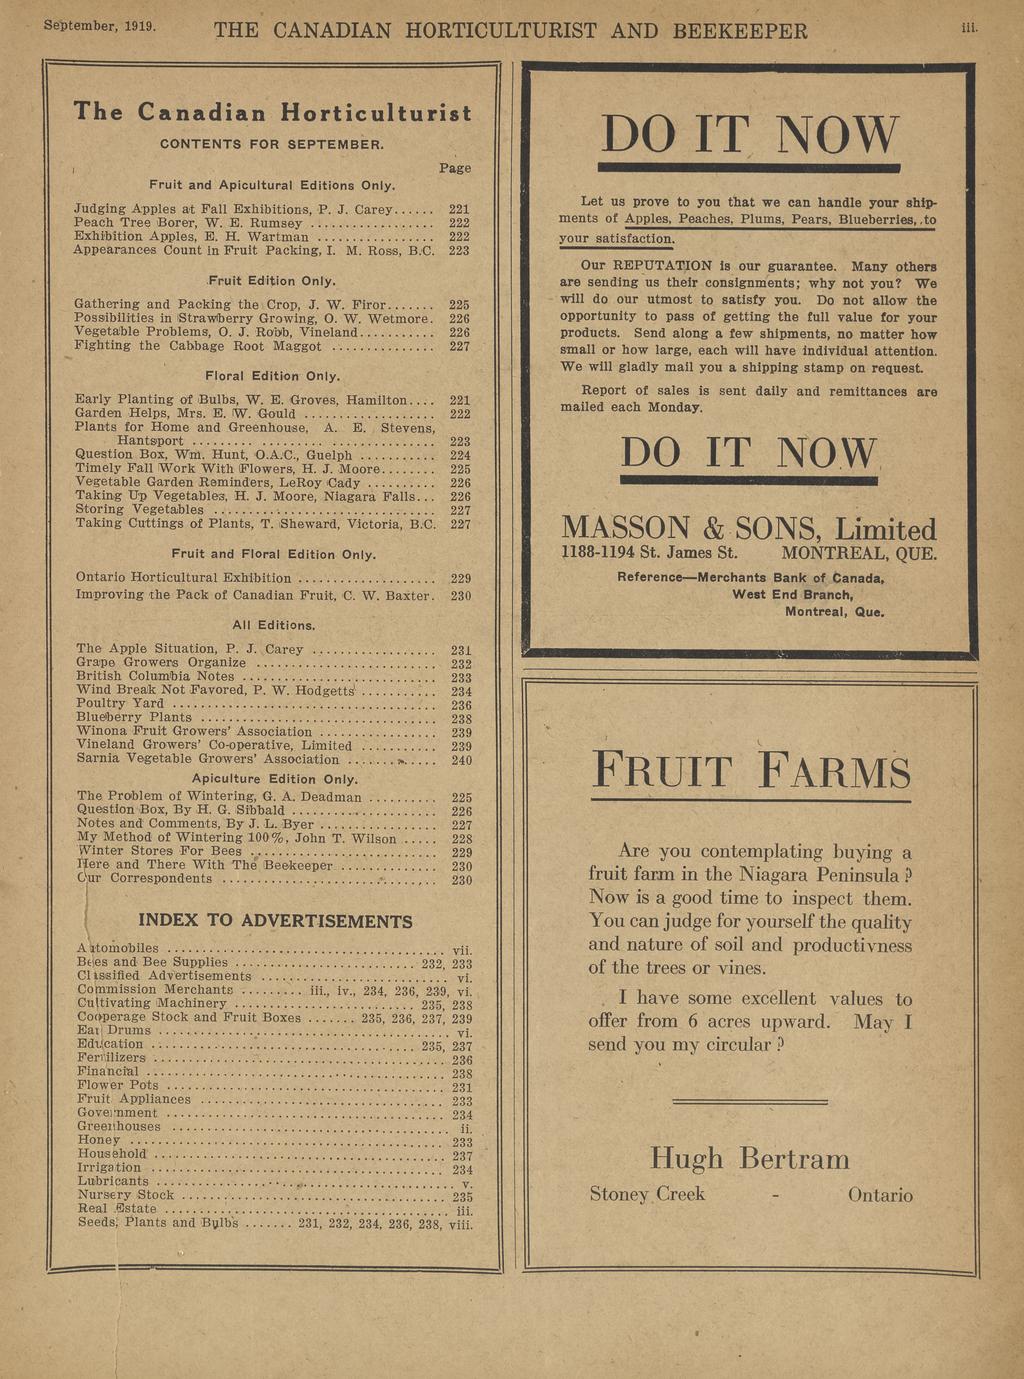 September, 1919. THE CANADIAN HORTICULTURIST AND BEEKEEPER iii.
The Canadian Horticulturist
CONTENTS FOR SEPTEMBER.
Page
Fruit and Apicultural Editions Only.
Judging Apples at Fall Exhibitions, P. J. Carey...... 221
Peach Tree Borer, W. E. Rumsey ................. 222
Exhibition Apples, E. H. Wartman ................ 222
Appearances Count in Fruit Packing, I. M. Ross, B.C. 223
Fruit Edition Only.
Gathering and Packing the Crop, J. W. Firor....... 225
Possibilities in Strawberry Growing, O. W. Wetmore. 226
Vegetable Problems, O. J. Robb, Vineland........... 226
Fighting the Cabbage Root Maggot ............... 227
Floral Edition Only.
Early Planting of Bulbs, W. E. Groves, Hamilton.... 221
Garden Helps, Mrs. E. W. Gould .................. 222
Plants for Home and Greenhouse, A. E. Stevens,
Hantsport .................................. 223
Question Box, Wm. Hunt, O.A.C., Guelph ........... 224
Timely Fall Work With Flowers, H. J. Moore........ 225
Vegetable Garden Reminders, LeRoy Cady .......... 226
Taking Up Vegetables, H. J. Moore, Niagara Falls... 226
Storing Vegetables ............................... 227
Taking Cuttings of Plants, T. Sheward, Victoria, B.C. 227
Fruit and Floral Edition Only.
Ontario Horticultural Exhibition ................... 229
Improving the Pack of Canadian Fruit, C. W. Baxter. 230
All Editions.
The Apple Situation, P. J. Carey .................. 231
Grape Growers Organize ......................... 232
British Columbia Notes ........................... 233
Wind Break Not Favored, P. W. Hodgetts ........... 234
Poultry Yard ..................................... 236
Blueberry Plants ................................. 238
Winona Fruit Growers' Association ................ 239
Vineland Growers' Co-operative, Limited ........... 239
Sarnia Vegetable Growers' Association ............. 240
Apiculture Edition Only.
The Problem of Wintering, G. A. Deadman .......... 225
Question Box, By H. G. Sibbald .................... 226
Notes and Comments, By J. L. Byer ................ 227
My Method of Wintering 100%, John T. Wilson ..... 228
Winter Stores For Bees .......................... 229
Here and There With The Beekeeper .............. 230
Our Correspondents .............................. 230
INDEX TO ADVERTISEMENTS
Automobiles ....................................... vii.
Bees and Bee Supplies ......................... 232, 233
Classified Advertisements .......................... vi.
Commission Merchants ......... iii., iv., 234, 236, 239, vi.
Cultivating Machinery ......................... 235, 238
Cooperage Stock and Fruit Boxes ....... 235, 236, 237, 239
Ear Drums ......................................... vi.
Education ..................................... 235, 237
Fertilizers ......................................... 236
Financial .......................................... 238
Flower Pots ....................................... 231
Fruit Appliances .................................. 233
Government ....................................... 234
Greenhouses ....................................... ii.
Honey ............................................ 233
Household ......................................... 237
Irrigation .......................................... 234
Lubricants ......................................... v.
Nursery Stock ..................................... 235
Real Estate ........................................ iii.
Seeds, Plants and Bulbs ....... 231, 232, 234, 236, 238, viii.
DO IT NOW
Let us prove to you that we can handle your ship-
ments of Apples, Peaches, Plums, Pears, Blueberries, to
your satisfaction.
Our REPUTATION is our guarantee. Many others
are sending us their consignments; why not you? We
will do our utmost to satisfy you. Do not allow the
opportunity to pass of getting the full value for your
products. Send along a few shipments, no matter how
small or how large, each will have individual attention.
We will gladly mail you a shipping stamp on request.
Report of sales is sent daily and remittances are
mailed each Monday.
DO IT NOW
MASSON & SONS, Limited
1188-1194 St. James St. MONTREAL, QUE.
Reference—Merchants Bank of Canada,
West End Branch,
Montreal, Que.
FRUIT FARMS
Are you contemplating buying a
fruit farm in the Niagara Peninsula?
Now is a good time to inspect them.
You can judge for yourself the quality
and nature of soil and productivness
of the trees or vines.
I have some excellent values to
offer from 6 acres upward. May I
send you my circular?
Hugh Bertram
Stoney Creek - Ontario